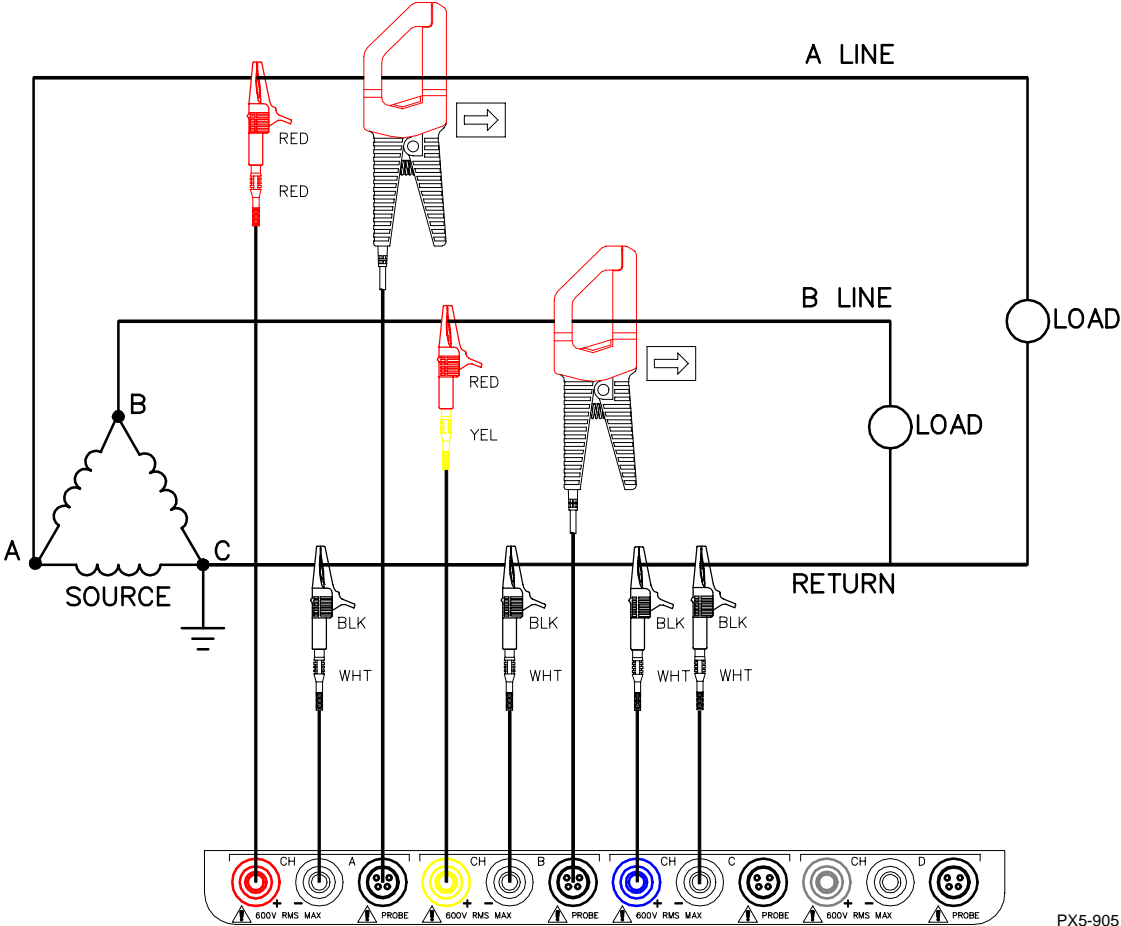 A LINE
RED
RED
B LINE
LOAD
RED
B
YEL
LOAD
A
C
SOURCE
RETURN
BLK
BLK
BLK
BLK
WHT
WHT
WHT
WHT
CH A CH B CH C CH D
+ − + − + − + −
600V RMS MAX PROBE 600V RMS MAX PROBE 600V RMS MAX PROBE 600V RMS MAX PROBE
PX5-905